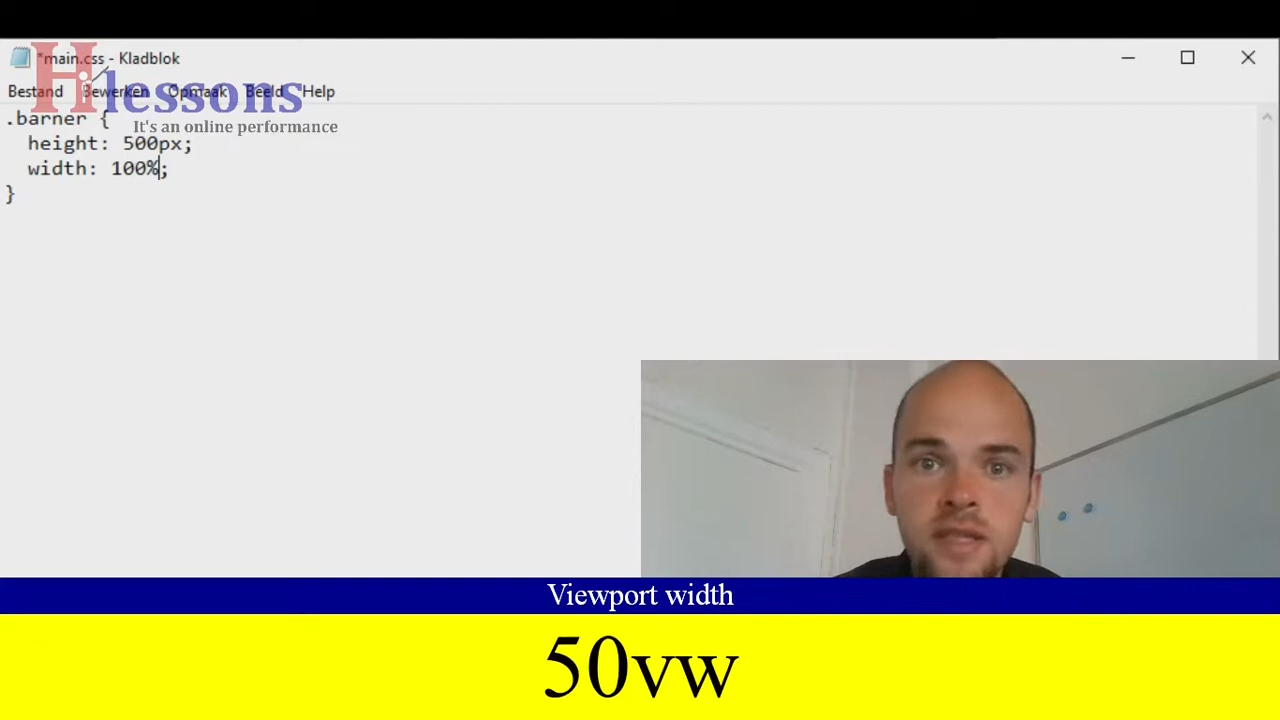 *main.css - Kladblok
Hilessons
Bestand Bewerken Opmaak Beeld Help
It's an online performance
.barner {
height: 500px;
width: 100%;
}
Viewport width
50vw